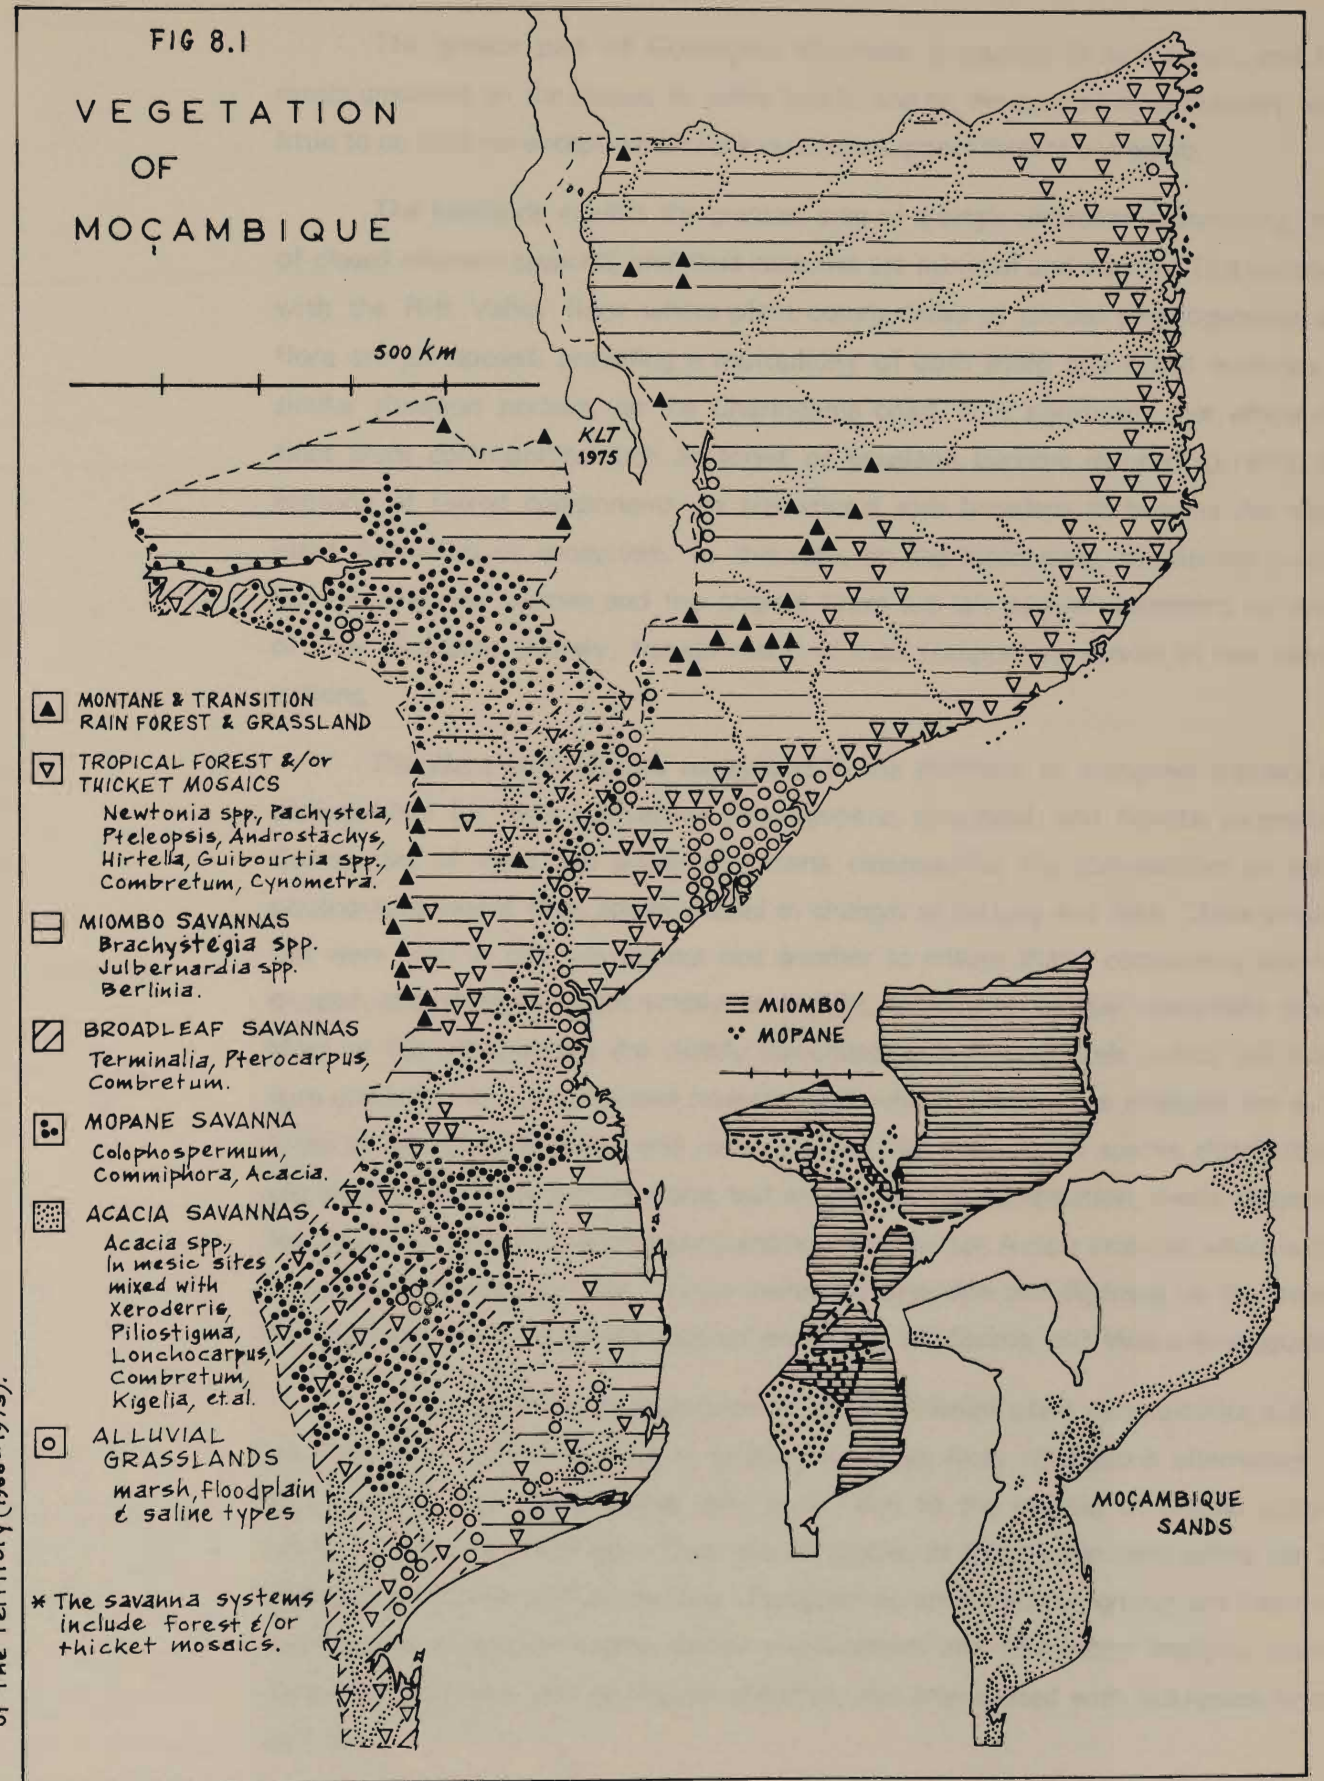 FIG 8.1
VEGETATION
OF
MOÇAMBIQUE
500 km
KLT
1975
MONTANE & TRANSITION
RAIN FOREST & GRASSLAND
TROPICAL FOREST &/or
THICKET MOSAICS
Newtonia spp., Pachystela,
Pteleopsis, Androstachys,
Hirtella, Guibourtia spp.,
Combretum, Cynometra.
MIOMBO SAVANNAS
Brachystegia spp.
Julbernardia spp.
Berlinia.
BROADLEAF SAVANNAS
Terminalia, Pterocarpus,
Combretum.
MOPANE SAVANNA
Colophospermum,
Commiphora, Acacia.
ACACIA SAVANNAS
Acacia spp.,
In mesic sites
mixed with
Xeroderris,
Piliostigma,
Lonchocarpus,
Combretum,
Kigelia, et.al.
ALLUVIAL
GRASSLANDS
marsh, floodplain
& saline types
* The savanna systems
include forest &/or
thicket mosaics.
MIOMBO/
MOPANE
MOÇAMBIQUE
SANDS